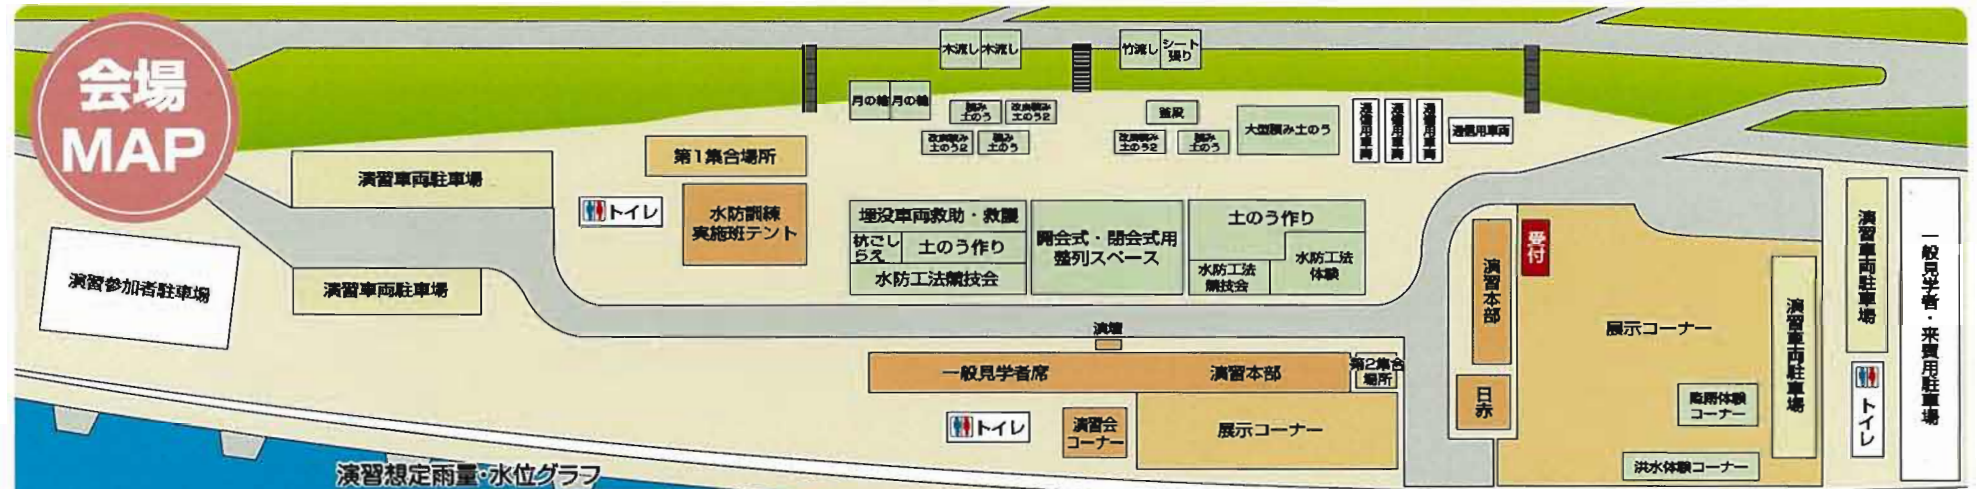 会場
MAP
木流し
木流し
竹流し
シート
張り
月の輪
月の輪
積み
土のう
改良積み
土のう2
改良積み
土のう2
積み
土のう
釜段
改良積み
土のう2
積み
土のう
大型積み土のう
通信用車両
通信用車両
通信用車両
通信用車両
第1集合場所
演習車両駐車場
トイレ
水防訓練
実施班テント
埋没車両救助・救護
杭ごし
らえ
土のう作り
水防工法競技会
開会式・閉会式用
整列スペース
土のう作り
水防工法
競技会
水防工法
体験
演習参加者駐車場
演習車両駐車場
演壇
一般見学者席
演習本部
第2集合
場所
トイレ
演習会
コーナー
展示コーナー
受付
演習本部
日赤
展示コーナー
降雨体験
コーナー
洪水体験コーナー
演習車両駐車場
演習車両駐車場
トイレ
一般見学者・来賓用駐車場
演習想定雨量・水位グラフ